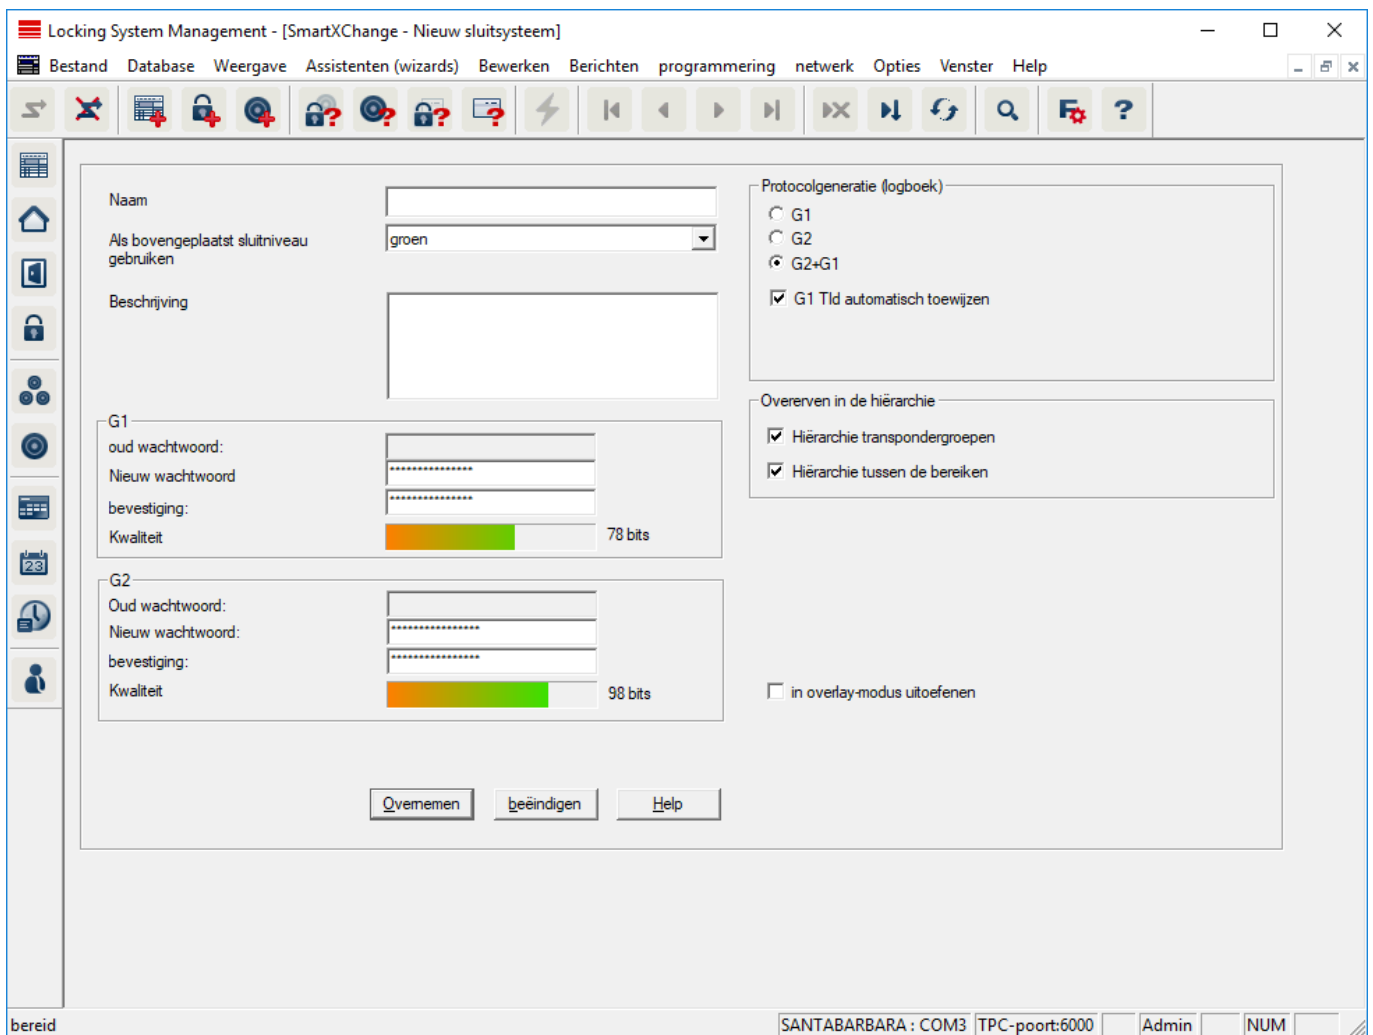 Locking System Management - [SmartXChange - Nieuw sluitsysteem]
Bestand Database Weergave Assistenten (wizards) Bewerken Berichten programmering netwerk Opties Venster Help
Naam
Als bovengeplaatst sluitniveau
gebruiken
groen
Beschrijving
G1
oud wachtwoord:
Nieuw wachtwoord
***************
bevestiging:
***************
Kwaliteit
78 bits
G2
Oud wachtwoord:
Nieuw wachtwoord:
****************
bevestiging:
****************
Kwaliteit
98 bits
Overnemen beëindigen Help
Protocolgeneratie (logboek)
G1
G2
G2+G1
G1 TId automatisch toewijzen
Overerven in de hiërarchie
Hiërarchie transpondergroepen
Hiërarchie tussen de bereiken
in overlay-modus uitoefenen
23
bereid
SANTABARBARA : COM3 TPC-poort:6000 Admin NUM